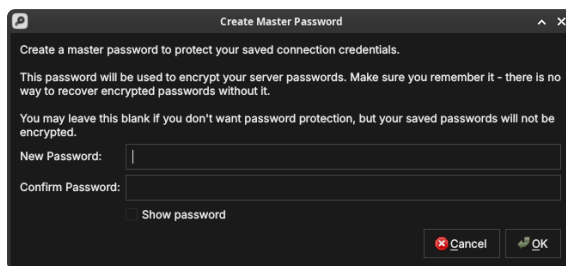 Create Master Password
Create a master password to protect your saved connection credentials.
This password will be used to encrypt your server passwords. Make sure you remember it - there is no
way to recover encrypted passwords without it.
You may leave this blank if you don't want password protection, but your saved passwords will not be
encrypted.
New Password:
Confirm Password:
Show password
Cancel
OK